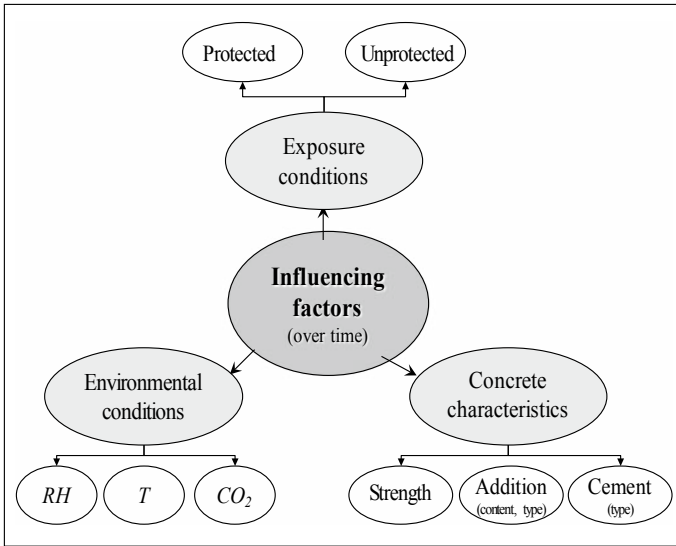 Protected
Unprotected
Exposure
conditions
Influencing
factors
(over time)
Environmental
conditions
Concrete
characteristics
RH
T
CO₂
Strength
Addition
(content, type)
Cement
(type)